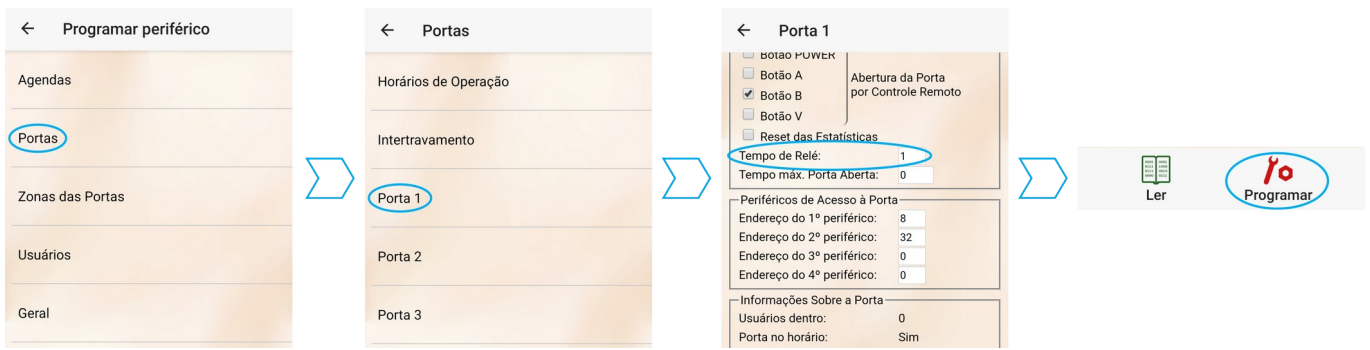 Programar periférico
Agendas
Portas
Zonas das Portas
Usuários
Geral
Portas
Horários de Operação
Intertravamento
Porta 1
Porta 2
Porta 3
Porta 1
Botão POWER
Botão A
Botão B
Botão V
Abertura da Porta
por Controle Remoto
Reset das Estatísticas
Tempo de Relé: 1
Tempo máx. Porta Aberta: 0
Periféricos de Acesso à Porta
Endereço do 1º periférico: 8
Endereço do 2º periférico: 32
Endereço do 3º periférico: 0
Endereço do 4º periférico: 0
Informações Sobre a Porta
Usuários dentro: 0
Porta no horário: Sim
Ler
Programar